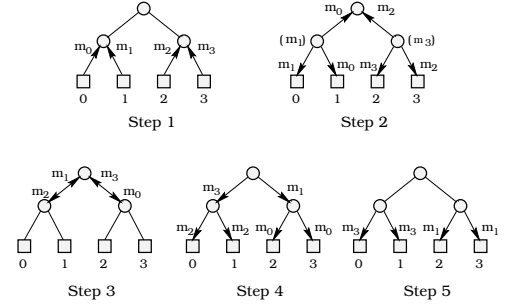 m0 m2
m0 m1 m2 m3 (m1) (m3)
m1 m0 m3 m2
0 1 2 3 0 1 2 3
Step 1 Step 2
m1 m3
m2 m0 m3 m1
m2 m2 m0 m0 m3 m3 m1 m1
0 1 2 3 0 1 2 3 0 1 2 3
Step 3 Step 4 Step 5